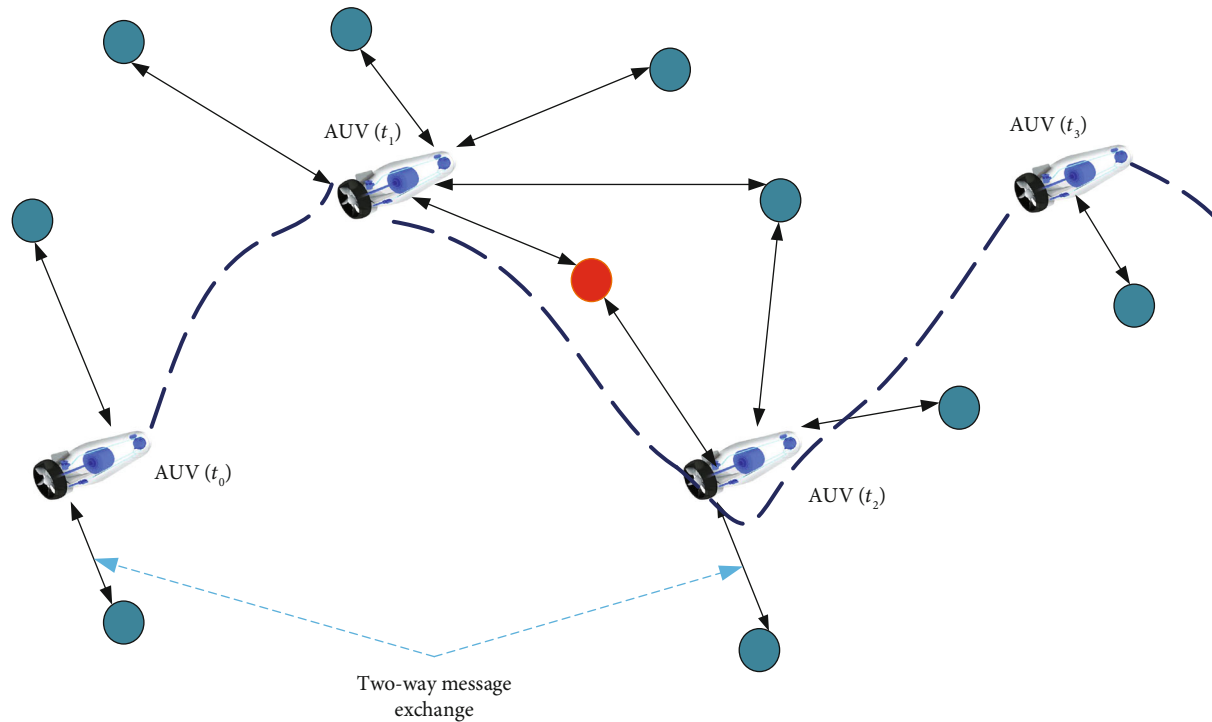 AUV (t₁)
AUV (t₃)
AUV (t₀)
AUV (t₂)
Two-way message
exchange